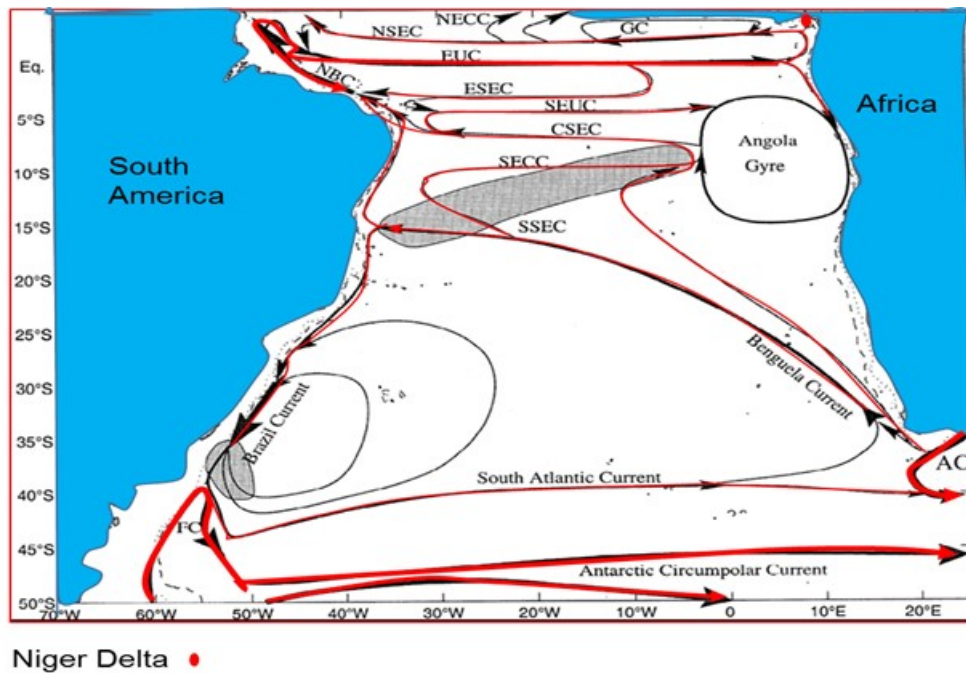 NECC
NSEC
GC
EUC
Eq.
NBC
ESEC
SEUC
5°S
CSEC
Africa
Angola
Gyre
South
America
SECC
10°S
SSEC
15°S
20°S
25°S
30°S
Benguela Current
Brazil Current
35°S
AC
South Atlantic Current
40°S
FC
45°S
Antarctic Circumpolar Current
50°S
70°W
60°W
50°W
40°W
30°W
20°W
10°W
0°
10°E
20°E
Niger Delta